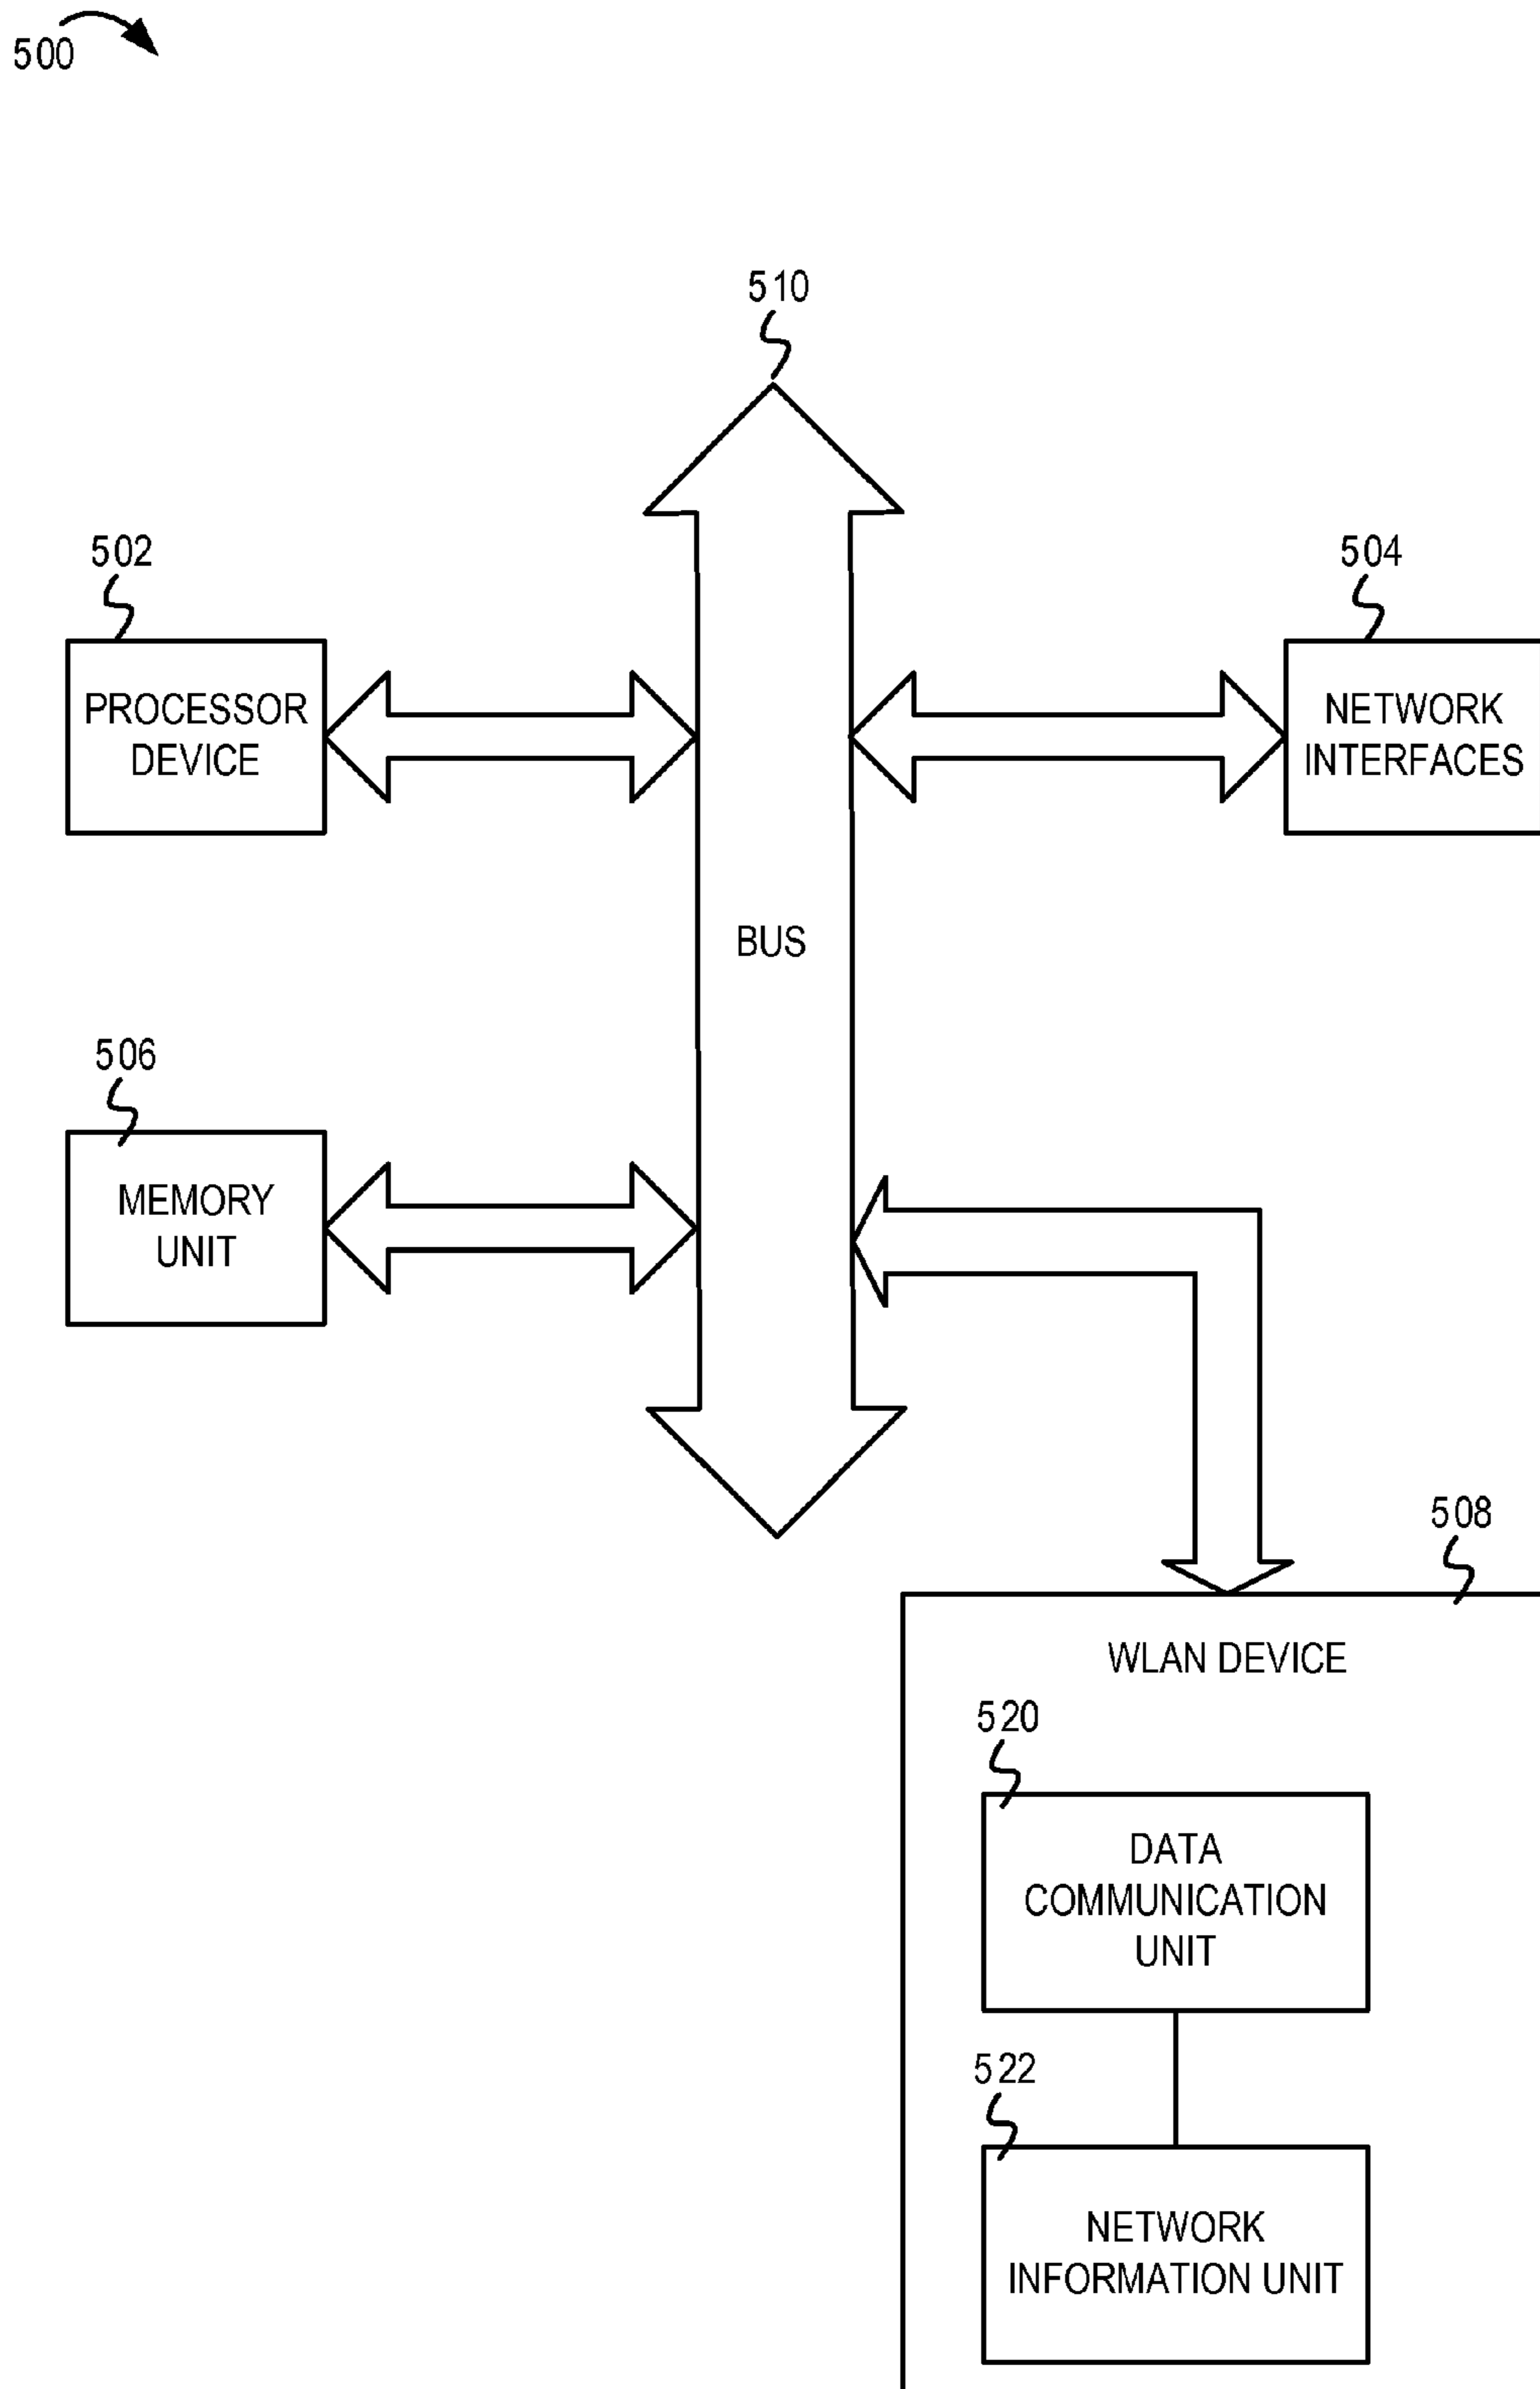 500
510
502
504
PROCESSOR
DEVICE
NETWORK
INTERFACES
BUS
506
MEMORY
UNIT
508
WLAN DEVICE
520
DATA
COMMUNICATION
UNIT
522
NETWORK
INFORMATION UNIT